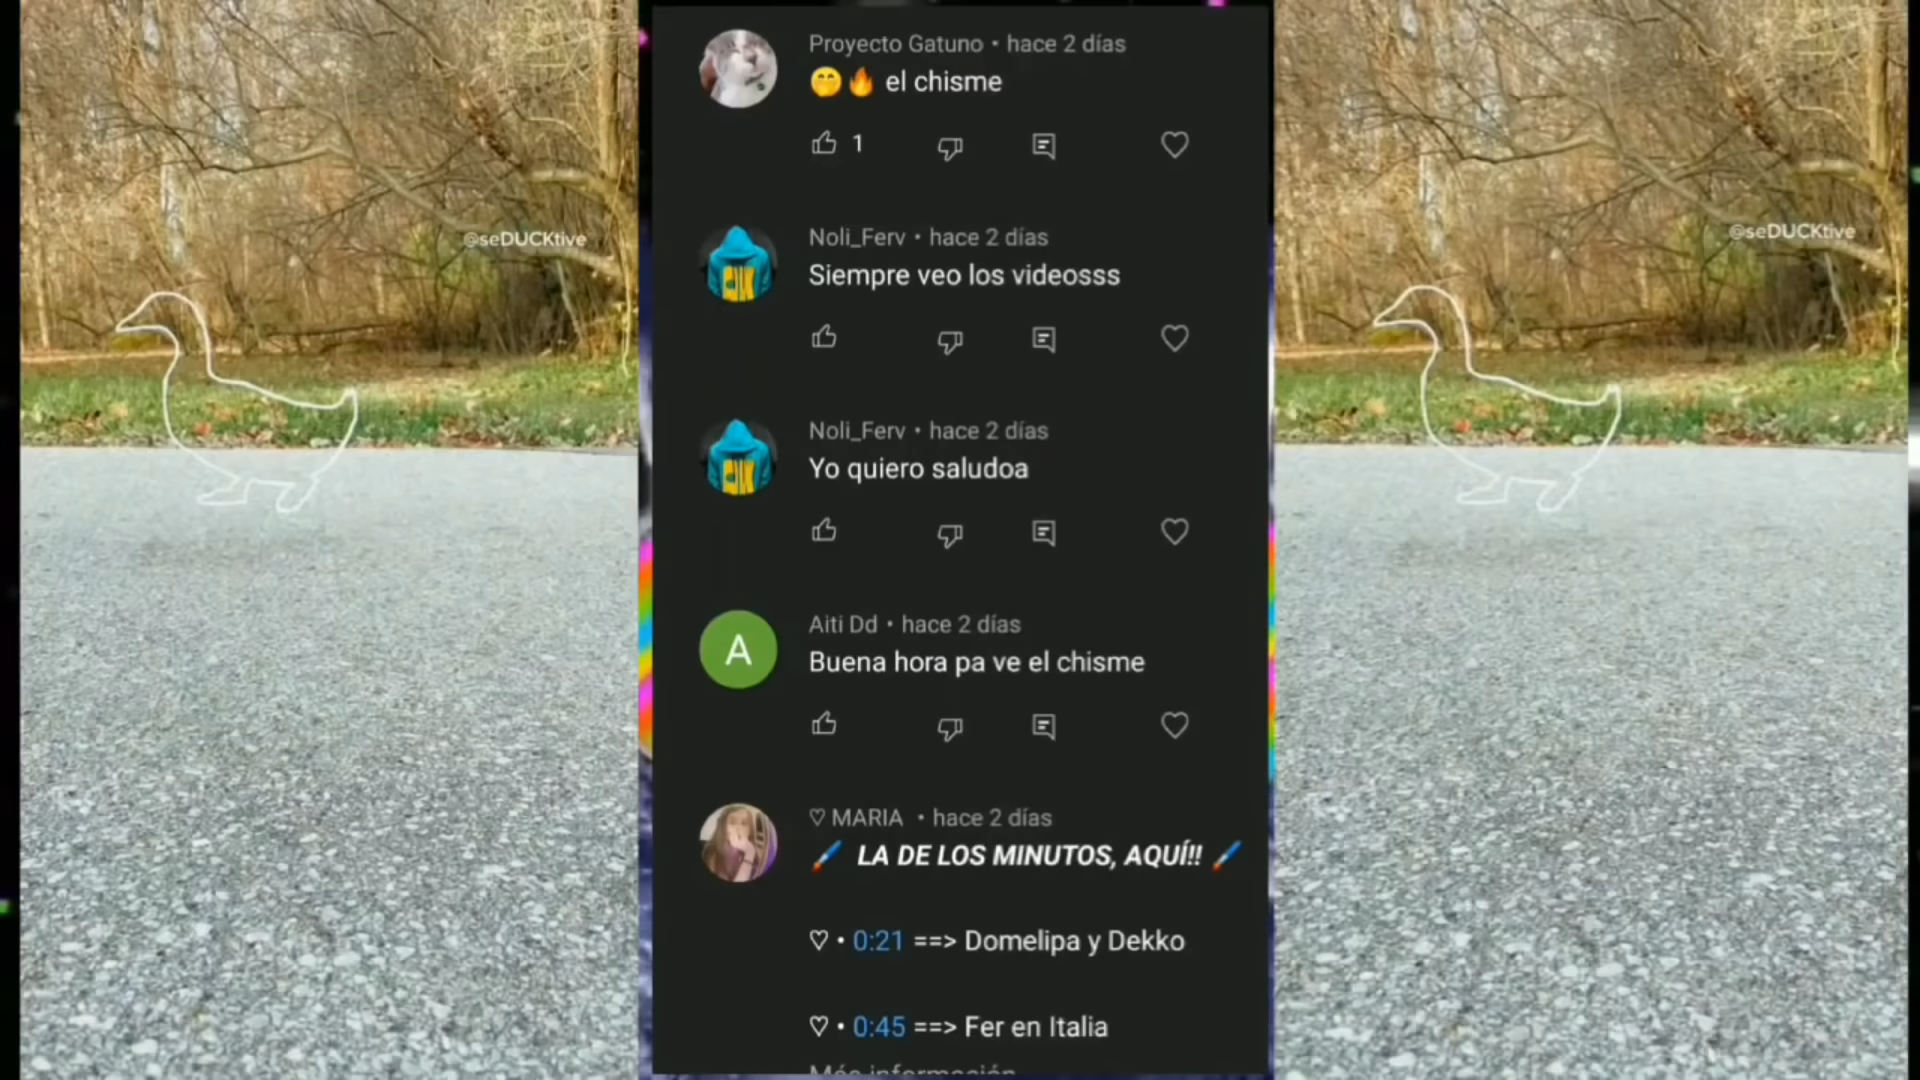 Proyecto Gatuno • hace 2 días
🤭🔥 el chisme
1
@seDUCKtive
@seDUCKtive
Noli_Ferv • hace 2 días
Siempre veo los videosss
Noli_Ferv • hace 2 días
Yo quiero saludoa
A
Aiti Dd • hace 2 días
Buena hora pa ve el chisme
♡ MARIA • hace 2 días
🖌️ LA DE LOS MINUTOS, AQUÍ!! 🖌️
♡ • 0:21 ==> Domelipa y Dekko
♡ • 0:45 ==> Fer en Italia
Más información